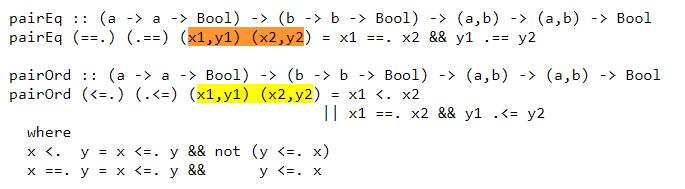 pairEq :: (a -> a -> Bool) -> (b -> b -> Bool) -> (a,b) -> (a,b) -> Bool
pairEq (==.) (.==) (x1,y1) (x2,y2) = x1 ==. x2 && y1 .== y2
pairOrd :: (a -> a -> Bool) -> (b -> b -> Bool) -> (a,b) -> (a,b) -> Bool
pairOrd (<=.) (.<=) (x1,y1) (x2,y2) = x1 <. x2
|| x1 ==. x2 && y1 .<= y2
where
x <. y = x <=. y && not (y <=. x)
x ==. y = x <=. y && y <=. x